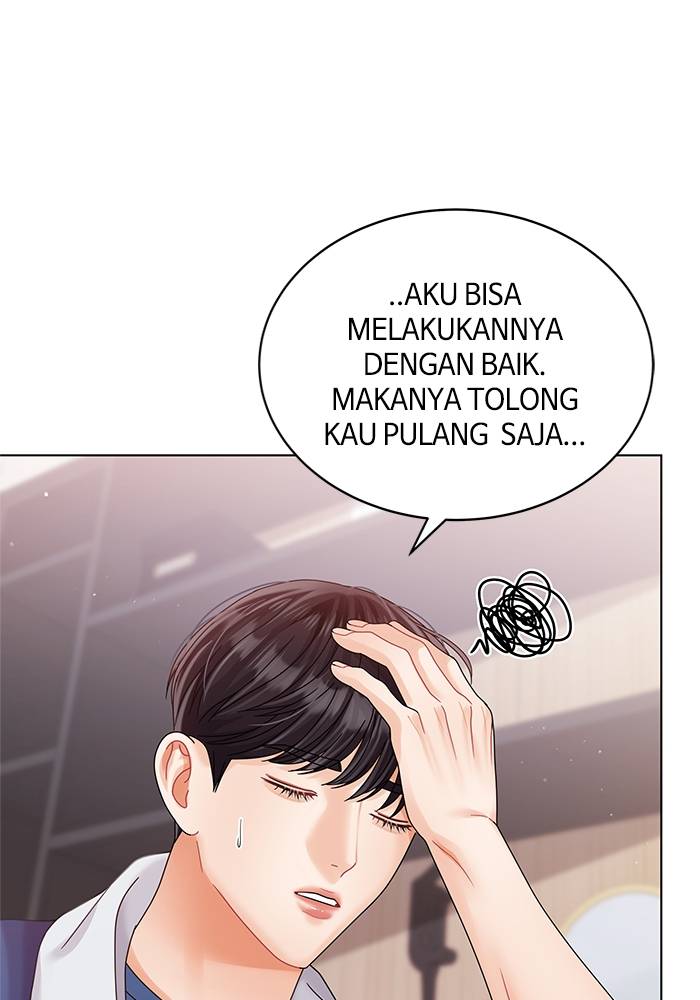 ..AKU BISA
MELAKUKANNYA
DENGAN BAIK.
MAKANYA TOLONG
KAU PULANG SAJA...